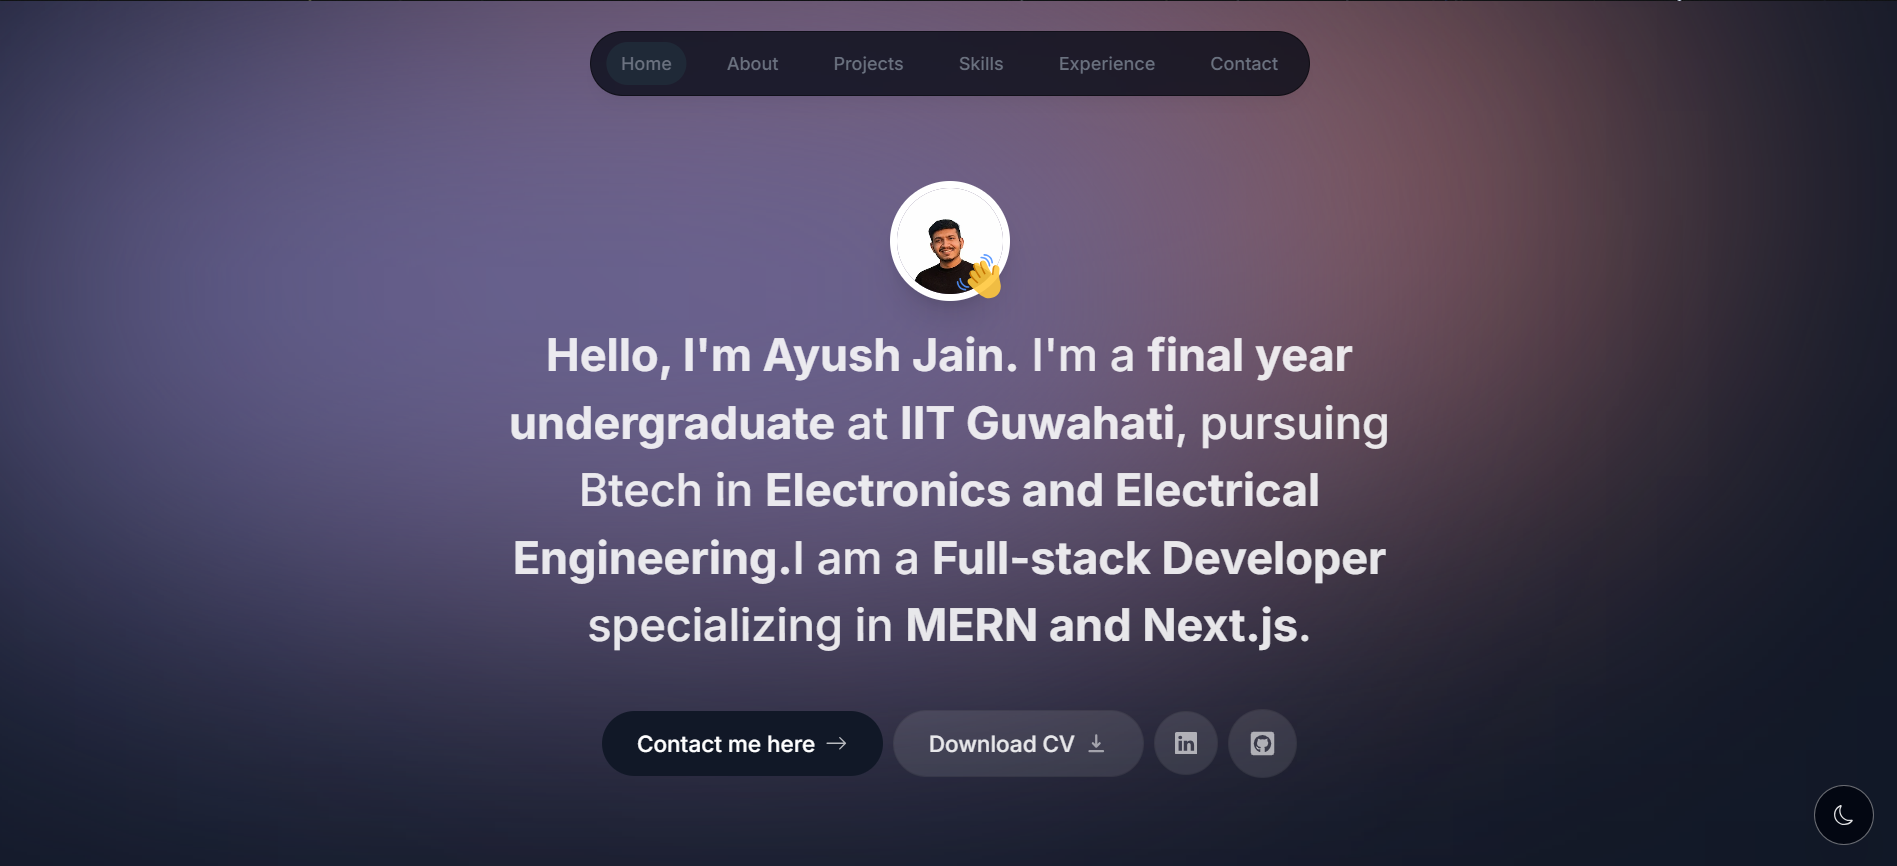 Home About Projects Skills Experience Contact
Hello, I'm Ayush Jain. I'm a final year
undergraduate at IIT Guwahati, pursuing
Btech in Electronics and Electrical
Engineering.I am a Full-stack Developer
specializing in MERN and Next.js.
Contact me here Download CV in